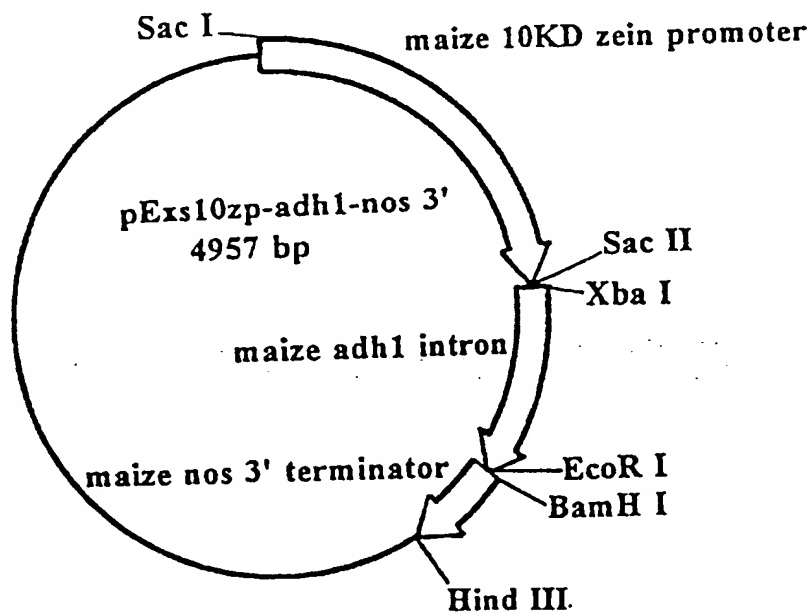 Sac I
maize 10KD zein promoter
pExs10zp-adh1-nos 3'
4957 bp
Sac II
Xba I
maize adh1 intron
maize nos 3' terminator
EcoR I
BamH I
Hind III.